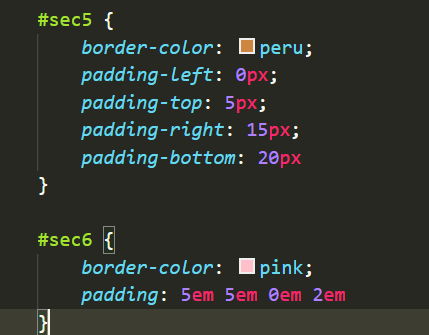 #sec5 {
    border-color: peru;
    padding-left: 0px;
    padding-top: 5px;
    padding-right: 15px;
    padding-bottom: 20px
}

#sec6 {
    border-color: pink;
    padding: 5em 5em 0em 2em
}